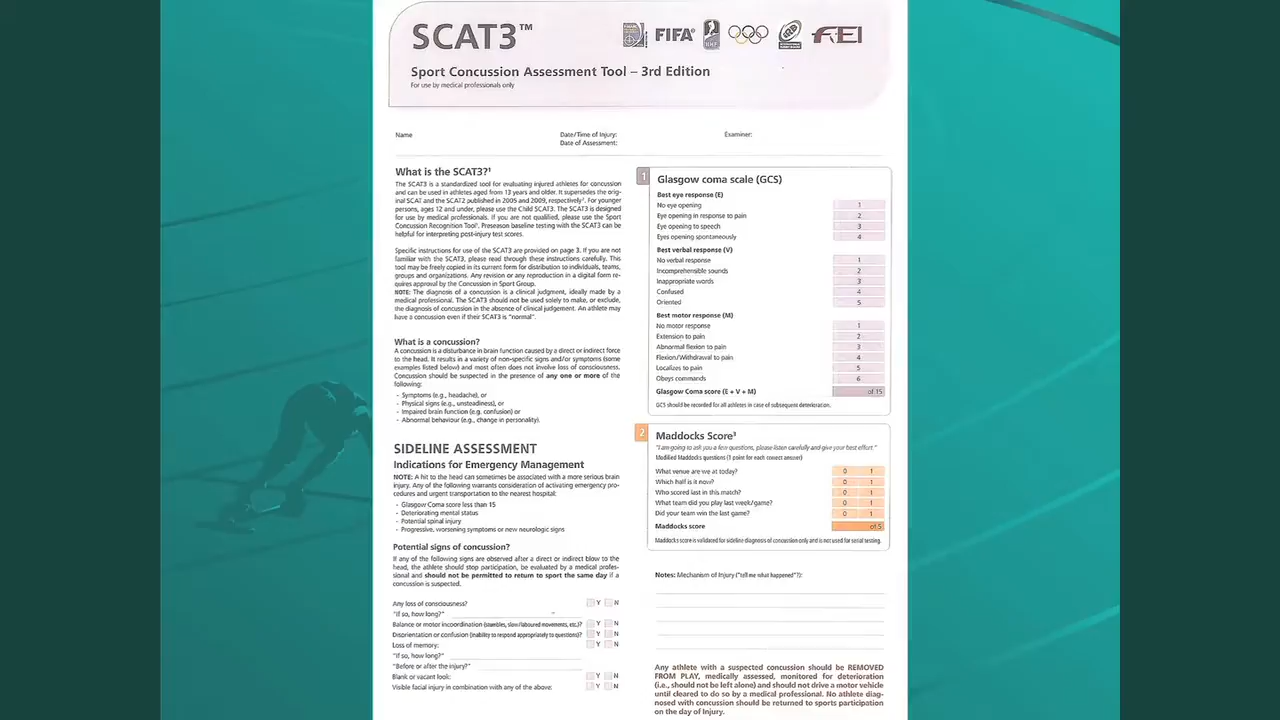 SCAT3™
FIFA®
FEI
Sport Concussion Assessment Tool – 3rd Edition
For use by medical professionals only
Name
Date/Time of Injury:
Date of Assessment:
Examiner:
What is the SCAT3?¹
The SCAT3 is a standardized tool for evaluating injured athletes for concussion
and can be used in athletes aged from 13 years and older. It supersedes the orig-
inal SCAT and the SCAT2 published in 2005 and 2009, respectively². For younger
persons, ages 12 and under, please use the Child SCAT3. The SCAT3 is designed
for use by medical professionals. If you are not qualified, please use the Sport
Concussion Recognition Tool¹. Preseason baseline testing with the SCAT3 can be
helpful for interpreting post-injury test scores.
Specific instructions for use of the SCAT3 are provided on page 3. If you are not
familiar with the SCAT3, please read through these instructions carefully. This
tool may be freely copied in its current form for distribution to individuals, teams,
groups and organizations. Any revision or any reproduction in a digital form re-
quires approval by the Concussion in Sport Group.
NOTE: The diagnosis of a concussion is a clinical judgment, ideally made by a
medical professional. The SCAT3 should not be used solely to make, or exclude,
the diagnosis of concussion in the absence of clinical judgement. An athlete may
have a concussion even if their SCAT3 is "normal".
What is a concussion?
A concussion is a disturbance in brain function caused by a direct or indirect force
to the head. It results in a variety of non-specific signs and/or symptoms (some
examples listed below) and most often does not involve loss of consciousness.
Concussion should be suspected in the presence of any one or more of the
following:
- Symptoms (e.g., headache), or
- Physical signs (e.g., unsteadiness), or
- Impaired brain function (e.g. confusion) or
- Abnormal behaviour (e.g., change in personality).
SIDELINE ASSESSMENT
Indications for Emergency Management
NOTE: A hit to the head can sometimes be associated with a more serious brain
injury. Any of the following warrants consideration of activating emergency pro-
cedures and urgent transportation to the nearest hospital:
- Glasgow Coma score less than 15
- Deteriorating mental status
- Potential spinal injury
- Progressive, worsening symptoms or new neurologic signs
Potential signs of concussion?
If any of the following signs are observed after a direct or indirect blow to the
head, the athlete should stop participation, be evaluated by a medical profes-
sional and should not be permitted to return to sport the same day if a
concussion is suspected.
Any loss of consciousness? Y N
"If so, how long?"
Balance or motor incoordination (stumbles, slow/laboured movements, etc.)? Y N
Disorientation or confusion (inability to respond appropriately to questions)? Y N
Loss of memory: Y N
"If so, how long?"
"Before or after the injury?"
Blank or vacant look: Y N
Visible facial injury in combination with any of the above: Y N
1 Glasgow coma scale (GCS)
Best eye response (E)
No eye opening 1
Eye opening in response to pain 2
Eye opening to speech 3
Eyes opening spontaneously 4
Best verbal response (V)
No verbal response 1
Incomprehensible sounds 2
Inappropriate words 3
Confused 4
Oriented 5
Best motor response (M)
No motor response 1
Extension to pain 2
Abnormal flexion to pain 3
Flexion/Withdrawal to pain 4
Localizes to pain 5
Obeys commands 6
Glasgow Coma score (E + V + M) of 15
GCS should be recorded for all athletes in case of subsequent deterioration.
2 Maddocks Score³
"I am going to ask you a few questions, please listen carefully and give your best effort."
Modified Maddocks questions (1 point for each correct answer)
What venue are we at today? 0 1
Which half is it now? 0 1
Who scored last in this match? 0 1
What team did you play last week/game? 0 1
Did your team win the last game? 0 1
Maddocks score of 5
Maddocks score is validated for sideline diagnosis of concussion only and is not used for serial testing.
Notes: Mechanism of Injury ("tell me what happened"?):
Any athlete with a suspected concussion should be REMOVED
FROM PLAY, medically assessed, monitored for deterioration
(i.e., should not be left alone) and should not drive a motor vehicle
until cleared to do so by a medical professional. No athlete diag-
nosed with concussion should be returned to sports participation
on the day of Injury.